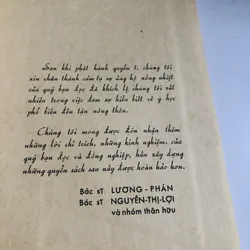 Sau khi phát hành quyển 1, chúng tôi
xin chân thành cảm tạ sự ủng hộ nồng nhiệt
của quý bạn đọc đã khích lệ chúng tôi rất
nhiều trong việc đem sự hiểu biết về y học
phổ biến đến tận nông thôn.
Chúng tôi mong được đón nhận thêm
những lời chỉ trích, những kinh nghiệm, của
quý bạn đọc và đồng nghiệp, hầu xây dựng
những quyển sách sau này được hoàn hảo hơn.
Bác sĩ LƯƠNG - PHÁN
Bác sĩ NGUYỄN-THỊ-LỢI
và nhóm thân hữu